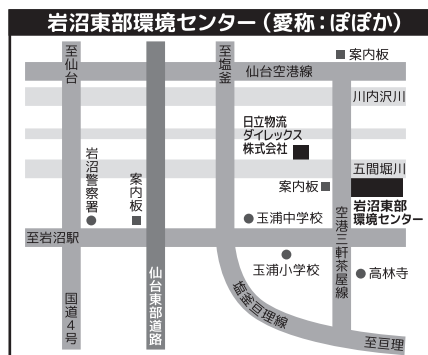 岩沼東部環境センター（愛称：ぽぽか）
至仙台
至塩釜
案内板
仙台空港線
川内沢川
日立物流
ダイレックス
株式会社
五間堀川
岩沼警察署
案内板
案内板
岩沼東部
環境センター
玉浦中学校
至岩沼駅
空港三軒茶屋線
玉浦小学校
高林寺
国道4号
仙台東部道路
塩釜亘理線
至亘理